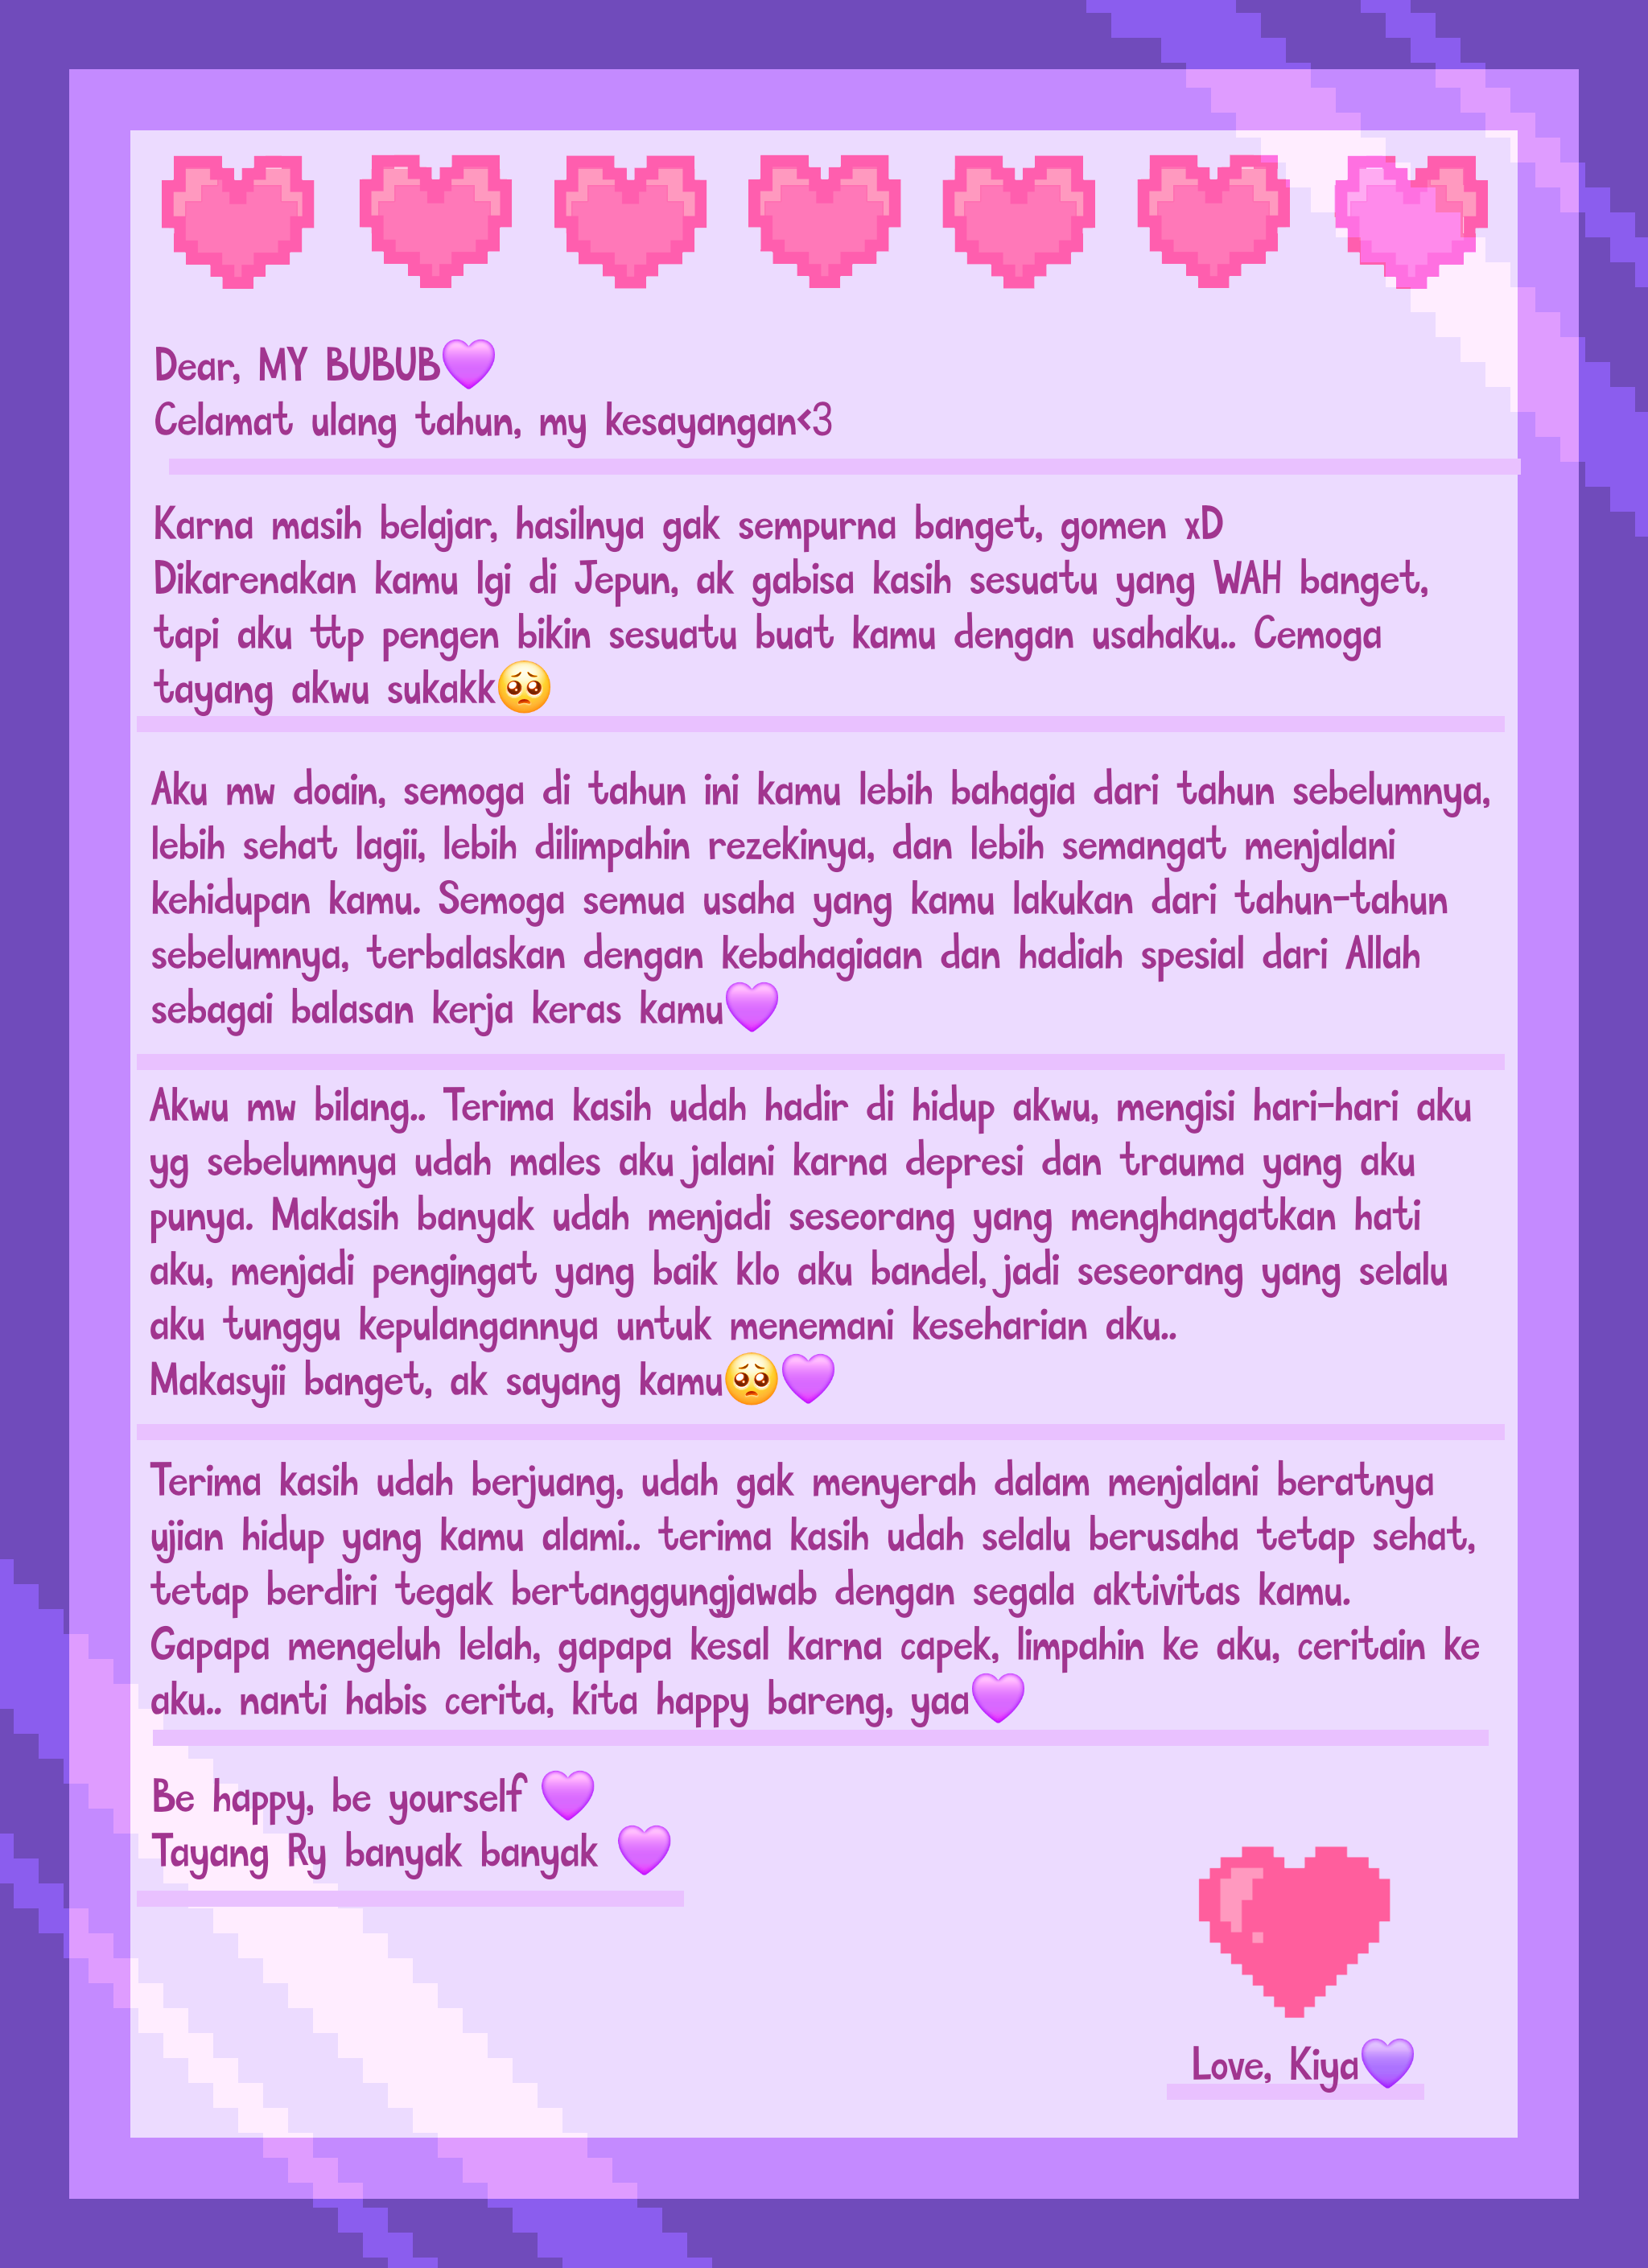 Dear, MY BUBUB💜
Celamat ulang tahun, my kesayangan<3
Karna masih belajar, hasilnya gak sempurna banget, gomen xD
Dikarenakan kamu lgi di Jepun, ak gabisa kasih sesuatu yang WAH banget,
tapi aku ttp pengen bikin sesuatu buat kamu dengan usahaku.. Cemoga
tayang akwu sukakk🥺
Aku mw doain, semoga di tahun ini kamu lebih bahagia dari tahun sebelumnya,
lebih sehat lagii, lebih dilimpahin rezekinya, dan lebih semangat menjalani
kehidupan kamu. Semoga semua usaha yang kamu lakukan dari tahun-tahun
sebelumnya, terbalaskan dengan kebahagiaan dan hadiah spesial dari Allah
sebagai balasan kerja keras kamu💜
Akwu mw bilang.. Terima kasih udah hadir di hidup akwu, mengisi hari-hari aku
yg sebelumnya udah males aku jalani karna depresi dan trauma yang aku
punya. Makasih banyak udah menjadi seseorang yang menghangatkan hati
aku, menjadi pengingat yang baik klo aku bandel, jadi seseorang yang selalu
aku tunggu kepulangannya untuk menemani keseharian aku..
Makasyii banget, ak sayang kamu🥺💜
Terima kasih udah berjuang, udah gak menyerah dalam menjalani beratnya
ujian hidup yang kamu alami.. terima kasih udah selalu berusaha tetap sehat,
tetap berdiri tegak bertanggungjawab dengan segala aktivitas kamu.
Gapapa mengeluh lelah, gapapa kesal karna capek, limpahin ke aku, ceritain ke
aku.. nanti habis cerita, kita happy bareng, yaa💜
Be happy, be yourself 💜
Tayang Ry banyak banyak 💜
Love, Kiya💜